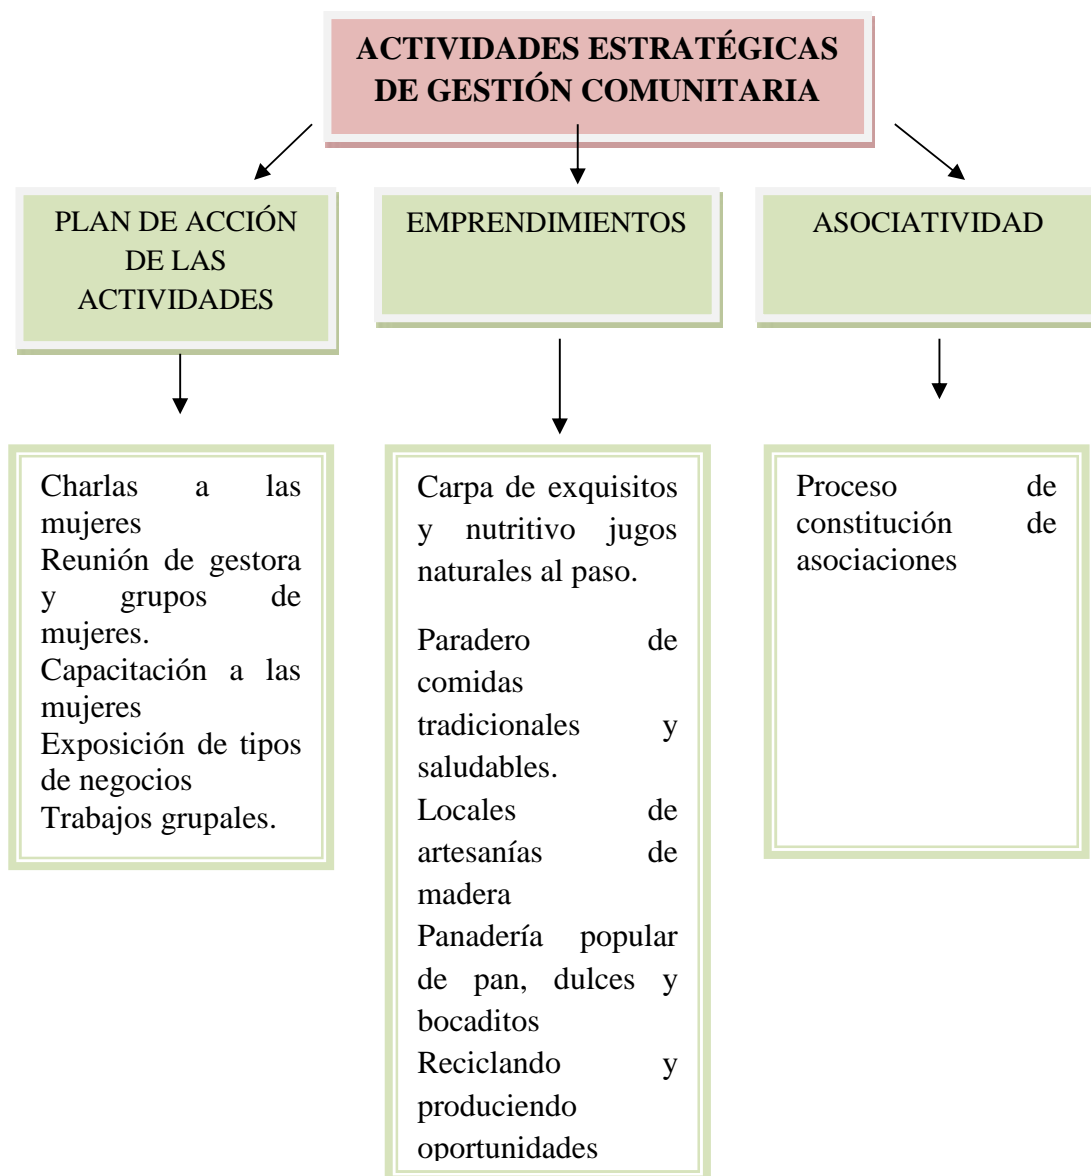 ACTIVIDADES ESTRATÉGICAS
DE GESTIÓN COMUNITARIA
PLAN DE ACCIÓN
DE LAS
ACTIVIDADES
EMPRENDIMIENTOS
ASOCIATIVIDAD
Charlas a las
mujeres
Reunión de gestora
y grupos de
mujeres.
Capacitación a las
mujeres
Exposición de tipos
de negocios
Trabajos grupales.
Carpa de exquisitos
y nutritivo jugos
naturales al paso.
Paradero de
comidas
tradicionales y
saludables.
Locales de
artesanías de
madera
Panadería popular
de pan, dulces y
bocaditos
Reciclando y
produciendo
oportunidades
Proceso de
constitución de
asociaciones